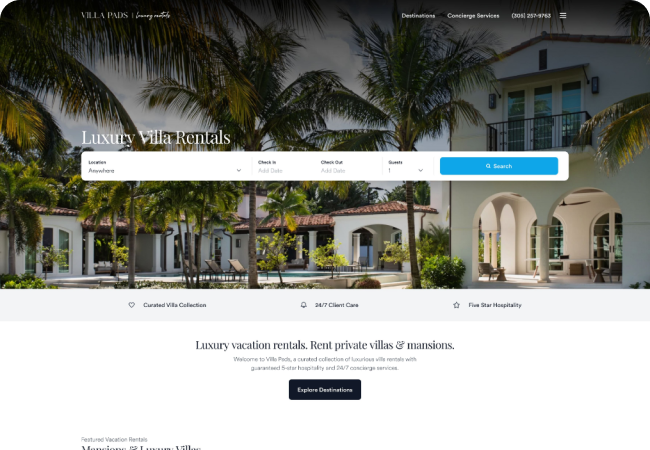 VILLA PADS | Luxury rentals
Destinations
Concierge Services
(305) 257-9763
Luxury Villa Rentals
Location
Anywhere
Check In
Add Date
Check Out
Add Date
Guests
1
Search
Curated Villa Collection
24/7 Client Care
Five Star Hospitality
Luxury vacation rentals. Rent private villas & mansions.
Welcome to Villa Pads, a curated collection of luxurious villa rentals with
guaranteed 5-star hospitality and 24/7 concierge services.
Explore Destinations
Featured Vacation Rentals
Mansions & Luxury Villas